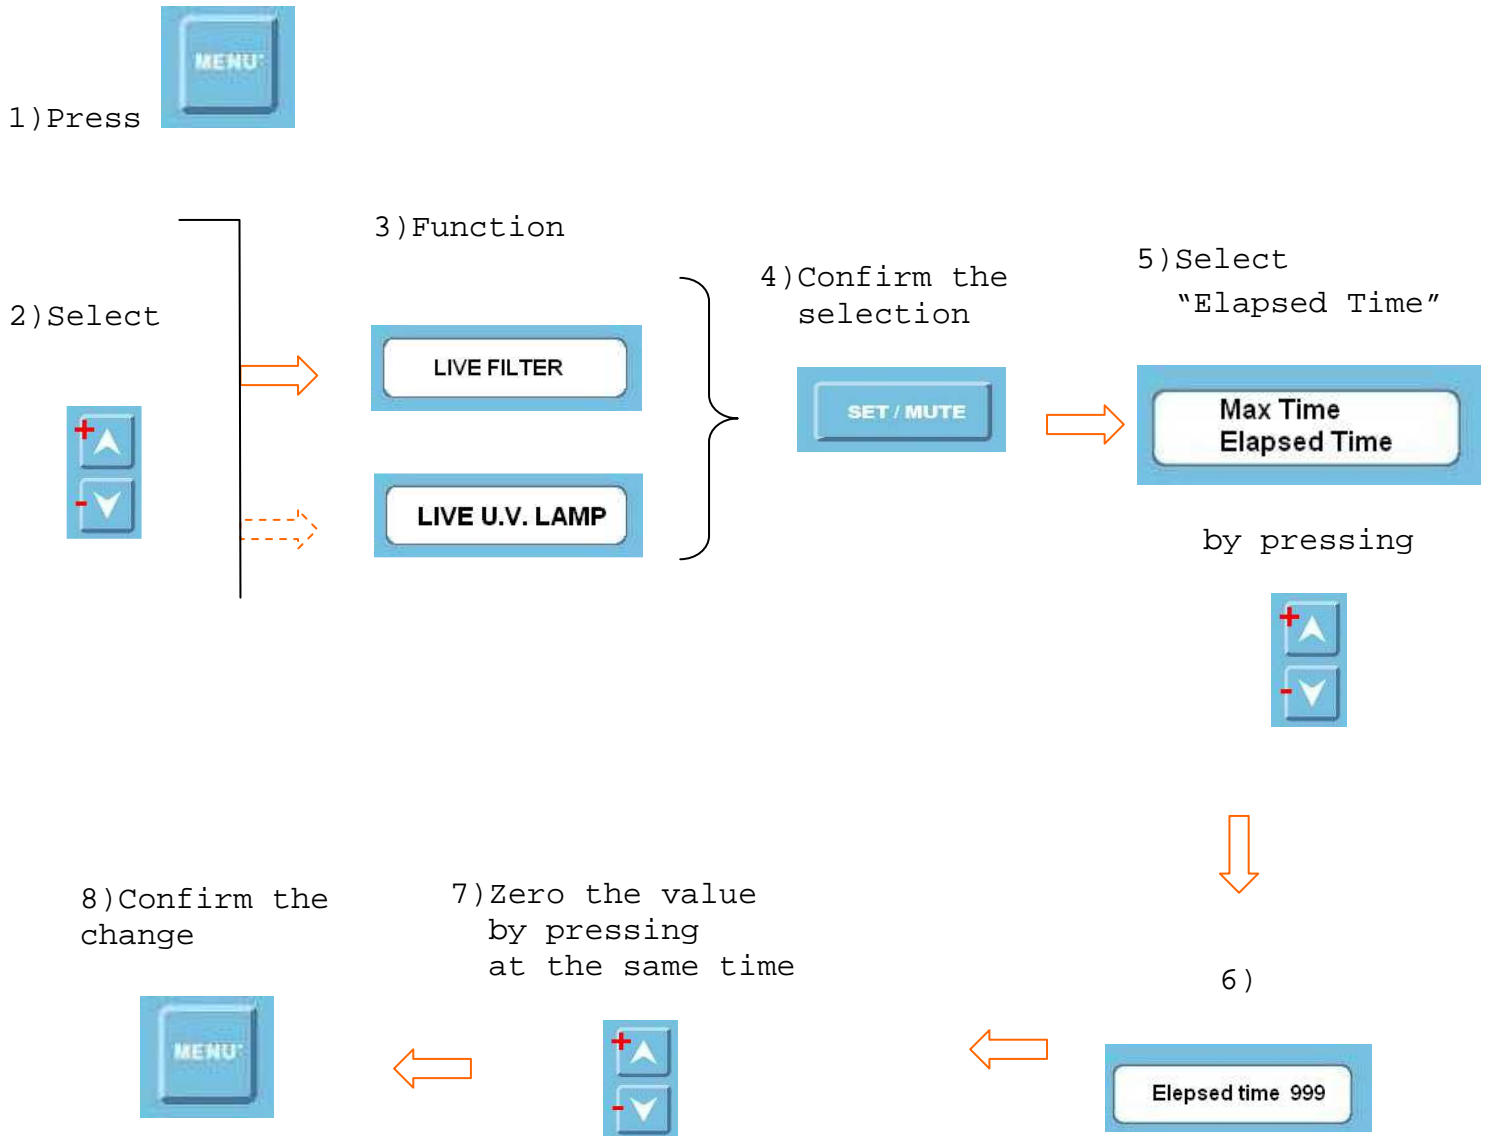 MENU
1)Press
2)Select
+
-
3)Function
LIVE FILTER
LIVE U.V. LAMP
4)Confirm the
selection
SET / MUTE
5)Select
“Elapsed Time”
Max Time
Elapsed Time
by pressing
+
-
6)
Elepsed time 999
7)Zero the value
by pressing
at the same time
+
-
8)Confirm the
change
MENU